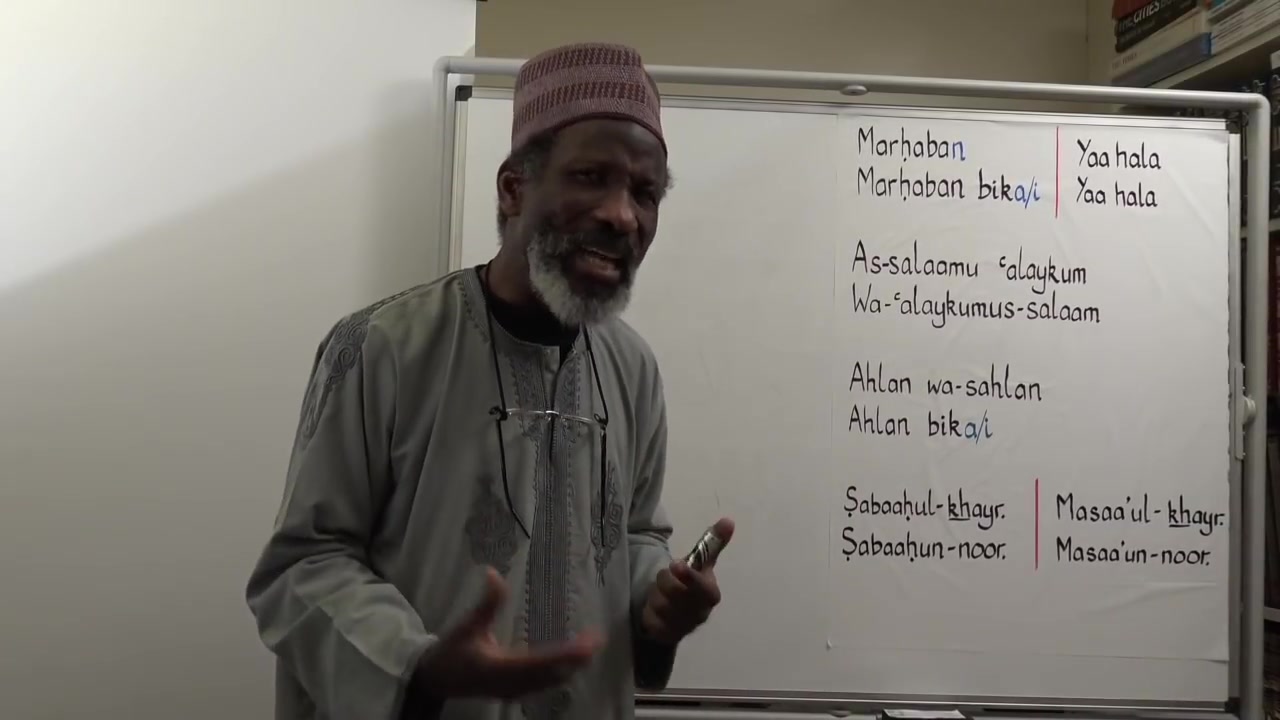 THE CITIES
Marḥaban
Marḥaban bika/i
Yaa hala
Yaa hala
As-salaamu ʿalaykum
Wa-ʿalaykumus-salaam
Ahlan wa-sahlan
Ahlan bika/i
Ṣabaaḥul-khayr.
Ṣabaaḥun-noor.
Masaa'ul-khayr.
Masaa'un-noor.